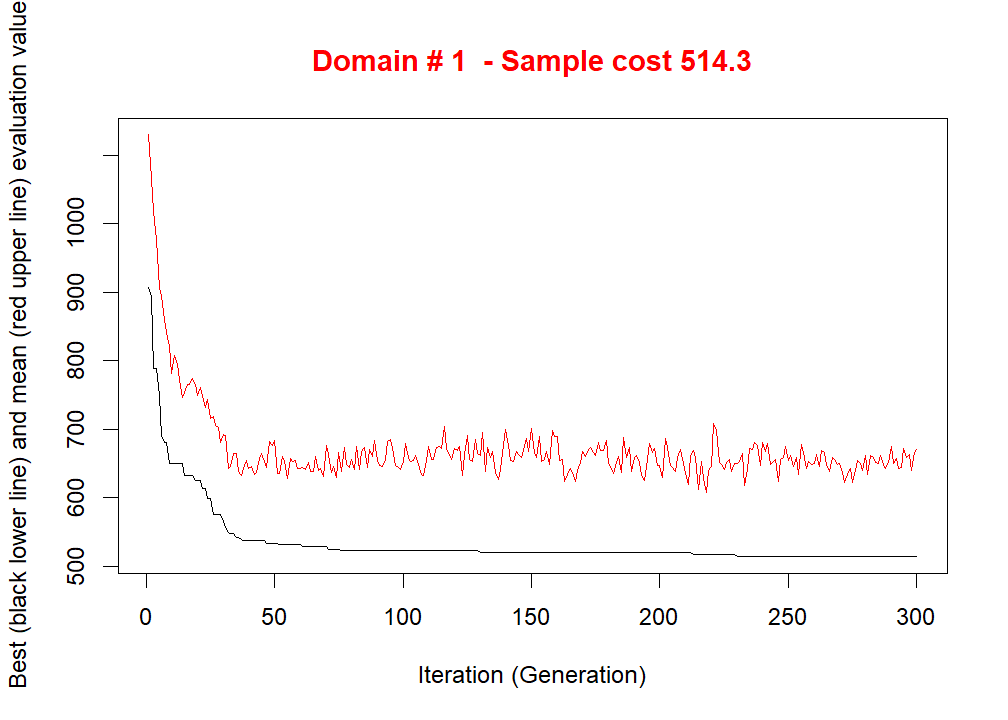 Domain # 1  - Sample cost 514.3
Best (black lower line) and mean (red upper line) evaluation value
1000
900
800
700
600
500
0 50 100 150 200 250 300
Iteration (Generation)